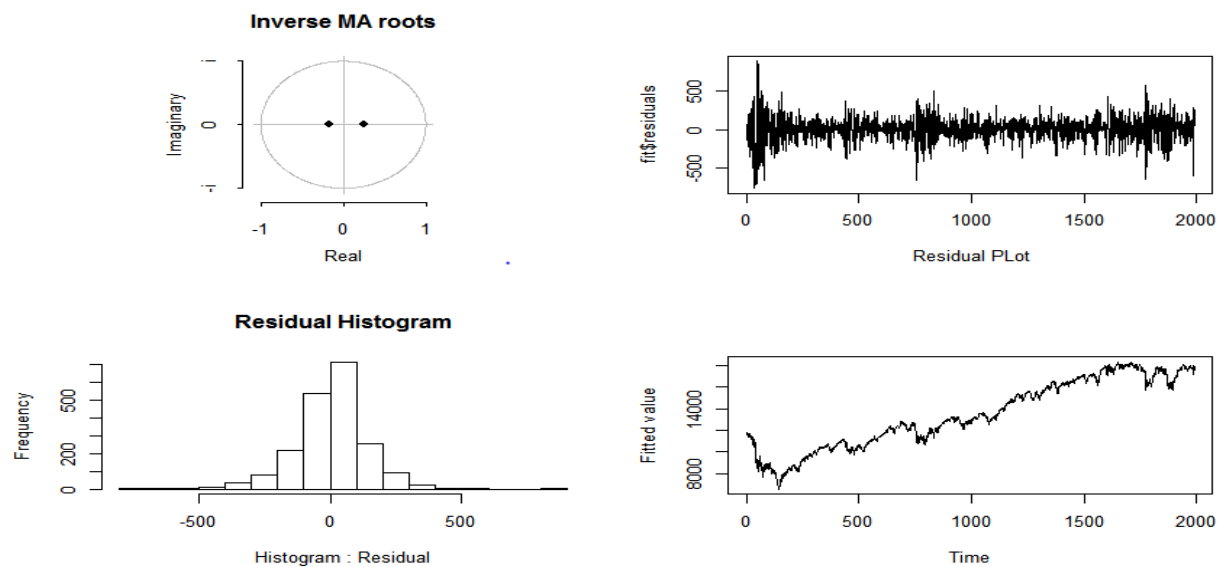 Inverse MA roots
Imaginary
-i 0 i
-1 0 1
Real
fit$residuals
-500 0 500
0 500 1000 1500 2000
Residual PLot
Residual Histogram
Frequency
0 200 500
-500 0 500
Histogram : Residual
Fitted value
8000 14000
0 500 1000 1500 2000
Time